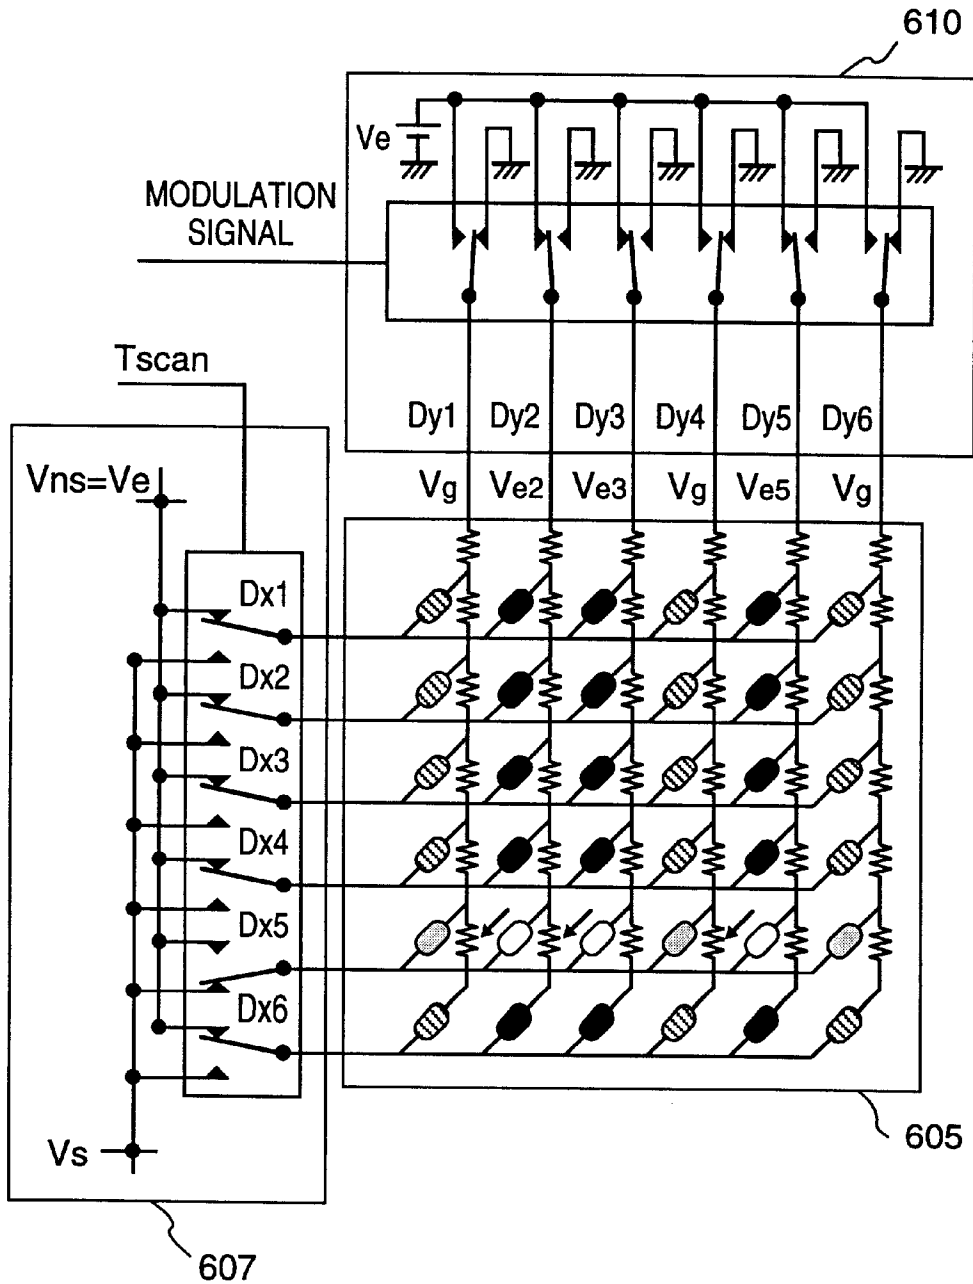 610
Ve
MODULATION
SIGNAL
Tscan
Dy1 Dy2 Dy3 Dy4 Dy5 Dy6
Vns=Ve
Vg Ve2 Ve3 Vg Ve5 Vg
Dx1
Dx2
Dx3
Dx4
Dx5
Dx6
Vs
605
607